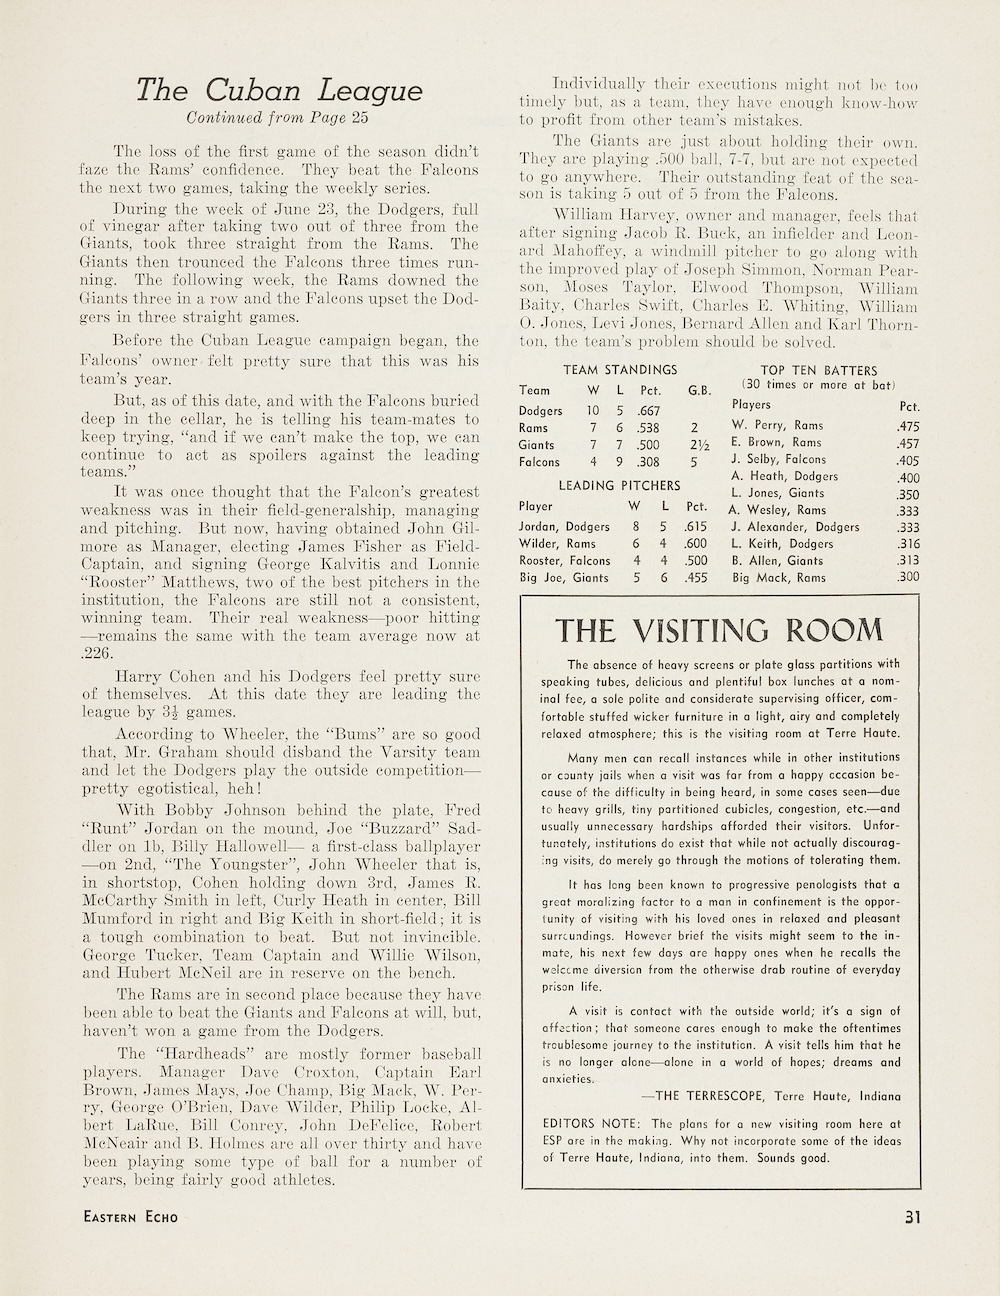 The Cuban League
Continued from Page 25
The loss of the first game of the season didn't
faze the Rams' confidence. They beat the Falcons
the next two games, taking the weekly series.
During the week of June 23, the Dodgers, full
of vinegar after taking two out of three from the
Giants, took three straight from the Rams. The
Giants then trounced the Falcons three times run-
ning. The following week, the Rams downed the
Giants three in a row and the Falcons upset the Dod-
gers in three straight games.
Before the Cuban League campaign began, the
Falcons' owner felt pretty sure that this was his
team's year.
But, as of this date, and with the Falcons buried
deep in the cellar, he is telling his team-mates to
keep trying, "and if we can't make the top, we can
continue to act as spoilers against the leading
teams."
It was once thought that the Falcon's greatest
weakness was in their field-generalship, managing
and pitching. But now, having obtained John Gil-
more as Manager, electing James Fisher as Field-
Captain, and signing George Kalvitis and Lonnie
"Rooster" Matthews, two of the best pitchers in the
institution, the Falcons are still not a consistent,
winning team. Their real weakness—poor hitting
—remains the same with the team average now at
.226.
Harry Cohen and his Dodgers feel pretty sure
of themselves. At this date they are leading the
league by 3½ games.
According to Wheeler, the "Bums" are so good
that, Mr. Graham should disband the Varsity team
and let the Dodgers play the outside competition—
pretty egotistical, heh!
With Bobby Johnson behind the plate, Fred
"Runt" Jordan on the mound, Joe "Buzzard" Sad-
dler on 1b, Billy Hallowell— a first-class ballplayer
—on 2nd, "The Youngster", John Wheeler that is,
in shortstop, Cohen holding down 3rd, James R.
McCarthy Smith in left, Curly Heath in center, Bill
Mumford in right and Big Keith in short-field; it is
a tough combination to beat. But not invincible.
George Tucker, Team Captain and Willie Wilson,
and Hubert McNeil are in reserve on the bench.
The Rams are in second place because they have
been able to beat the Giants and Falcons at will, but,
haven't won a game from the Dodgers.
The "Hardheads" are mostly former baseball
players. Manager Dave Croxton, Captain Earl
Brown, James Mays, Joe Champ, Big Mack, W. Per-
ry, George O'Brien, Dave Wilder, Philip Locke, Al-
bert LaRue, Bill Conrey, John DeFelice, Robert
McNeair and B. Holmes are all over thirty and have
been playing some type of ball for a number of
years, being fairly good athletes.
Individually their executions might not be too
timely but, as a team, they have enough know-how
to profit from other team's mistakes.
The Giants are just about holding their own.
They are playing .500 ball, 7-7, but are not expected
to go anywhere. Their outstanding feat of the sea-
son is taking 5 out of 5 from the Falcons.
William Harvey, owner and manager, feels that
after signing Jacob R. Buck, an infielder and Leon-
ard Mahoffey, a windmill pitcher to go along with
the improved play of Joseph Simmon, Norman Pear-
son, Moses Taylor, Elwood Thompson, William
Baity, Charles Swift, Charles E. Whiting, William
O. Jones, Levi Jones, Bernard Allen and Karl Thorn-
ton, the team's problem should be solved.
TEAM STANDINGS
Team W L Pct. G.B.
Dodgers 10 5 .667
Rams 7 6 .538 2
Giants 7 7 .500 2½
Falcons 4 9 .308 5
LEADING PITCHERS
Player W L Pct.
Jordan, Dodgers 8 5 .615
Wilder, Rams 6 4 .600
Rooster, Falcons 4 4 .500
Big Joe, Giants 5 6 .455
TOP TEN BATTERS
(30 times or more at bat)
Players Pct.
W. Perry, Rams .475
E. Brown, Rams .457
J. Selby, Falcons .405
A. Heath, Dodgers .400
L. Jones, Giants .350
A. Wesley, Rams .333
J. Alexander, Dodgers .333
L. Keith, Dodgers .316
B. Allen, Giants .313
Big Mack, Rams .300
THE VISITING ROOM
The absence of heavy screens or plate glass partitions with
speaking tubes, delicious and plentiful box lunches at a nom-
inal fee, a sole polite and considerate supervising officer, com-
fortable stuffed wicker furniture in a light, airy and completely
relaxed atmosphere; this is the visiting room at Terre Haute.
Many men can recall instances while in other institutions
or county jails when a visit was far from a happy occasion be-
cause of the difficulty in being heard, in some cases seen—due
to heavy grills, tiny partitioned cubicles, congestion, etc.—and
usually unnecessary hardships afforded their visitors. Unfor-
tunately, institutions do exist that while not actually discourag-
ing visits, do merely go through the motions of tolerating them.
It has long been known to progressive penologists that a
great moralizing factor to a man in confinement is the oppor-
tunity of visiting with his loved ones in relaxed and pleasant
surroundings. However brief the visits might seem to the in-
mate, his next few days are happy ones when he recalls the
welcome diversion from the otherwise drab routine of everyday
prison life.
A visit is contact with the outside world; it's a sign of
affection; that someone cares enough to make the oftentimes
troublesome journey to the institution. A visit tells him that he
is no longer alone—alone in a world of hopes; dreams and
anxieties.
—THE TERRESCOPE, Terre Haute, Indiana
EDITORS NOTE: The plans for a new visiting room here at
ESP are in the making. Why not incorporate some of the ideas
of Terre Haute, Indiana, into them. Sounds good.
EASTERN ECHO
31